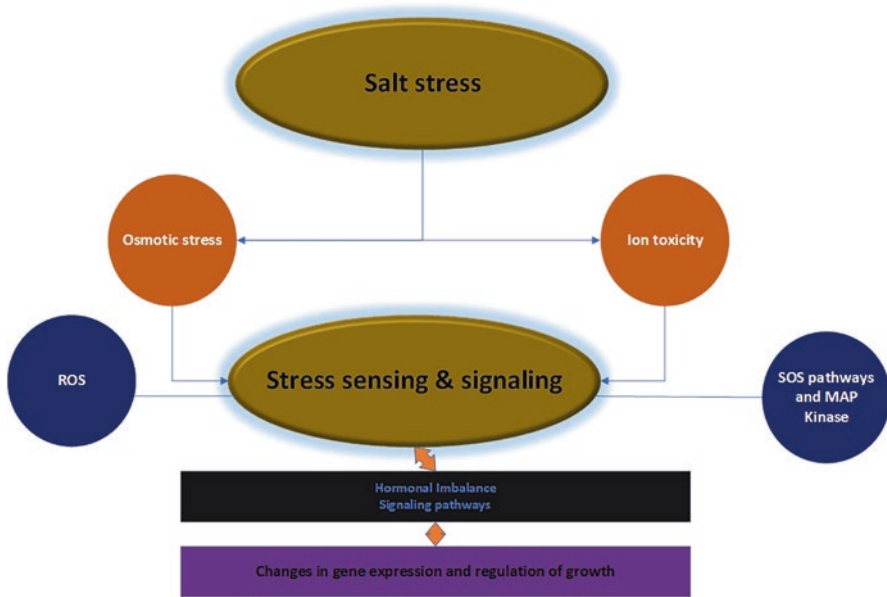 Salt stress
Osmotic stress
Ion toxicity
ROS
Stress sensing & signaling
SOS pathways
and MAP
Kinase
Hormonal Imbalance
Signaling pathways
Changes in gene expression and regulation of growth